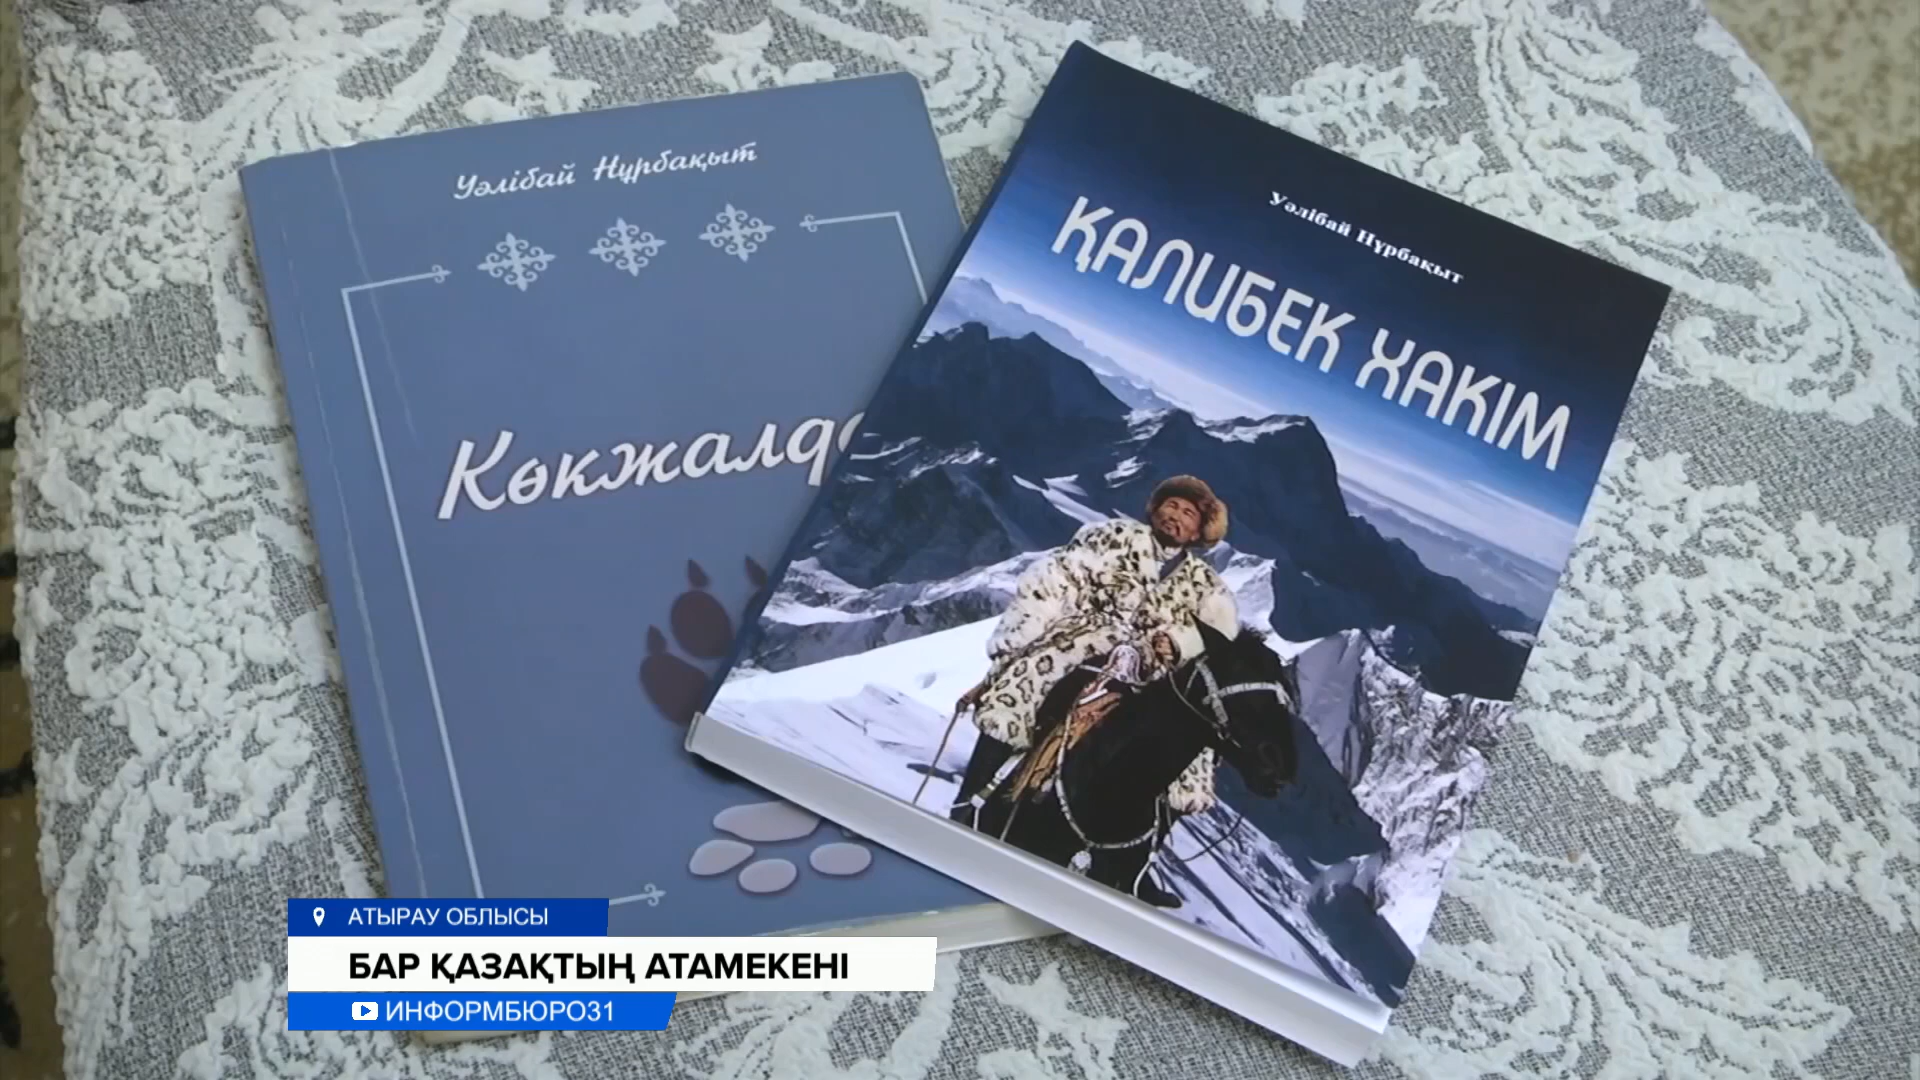 Уәлібай Нұрбақыт
Көкжалд
Уәлібай Нұрбақыт
ҚАЛИБЕК ХАКІМ
АТЫРАУ ОБЛЫСЫ
БАР ҚАЗАҚТЫҢ АТАМЕКЕНІ
ИНФОРМБЮРО31